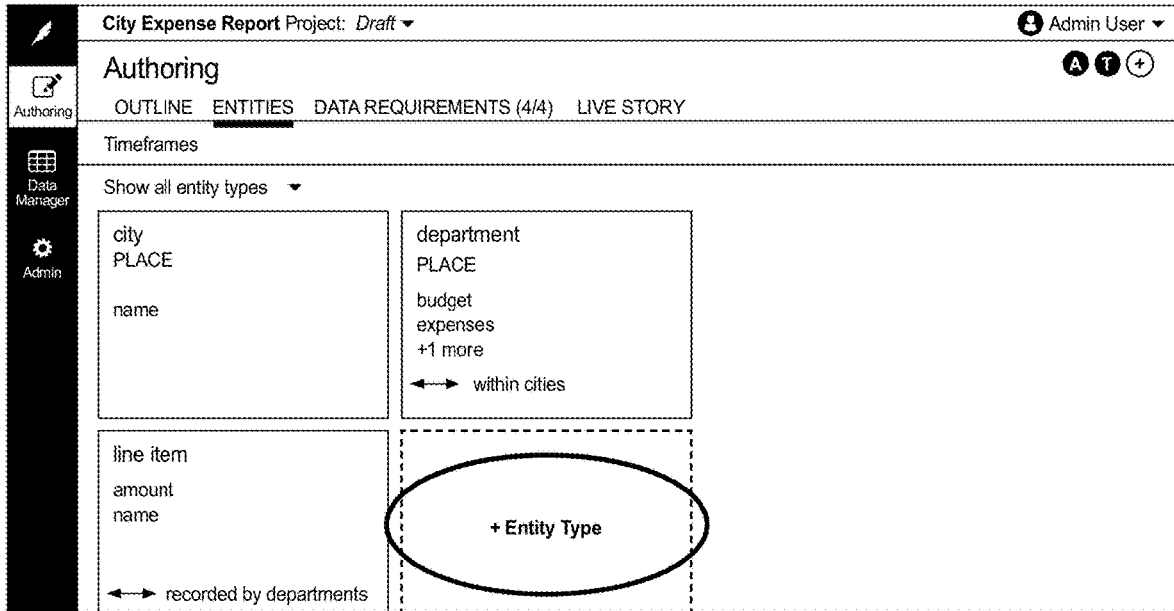 City Expense Report Project: Draft
Admin User
Authoring
A T +
OUTLINE ENTITIES DATA REQUIREMENTS (4/4) LIVE STORY
Timeframes
Show all entity types
Authoring
Data
Manager
Admin
city
PLACE
name
department
PLACE
budget
expenses
+1 more
within cities
line item
amount
name
recorded by departments
+ Entity Type